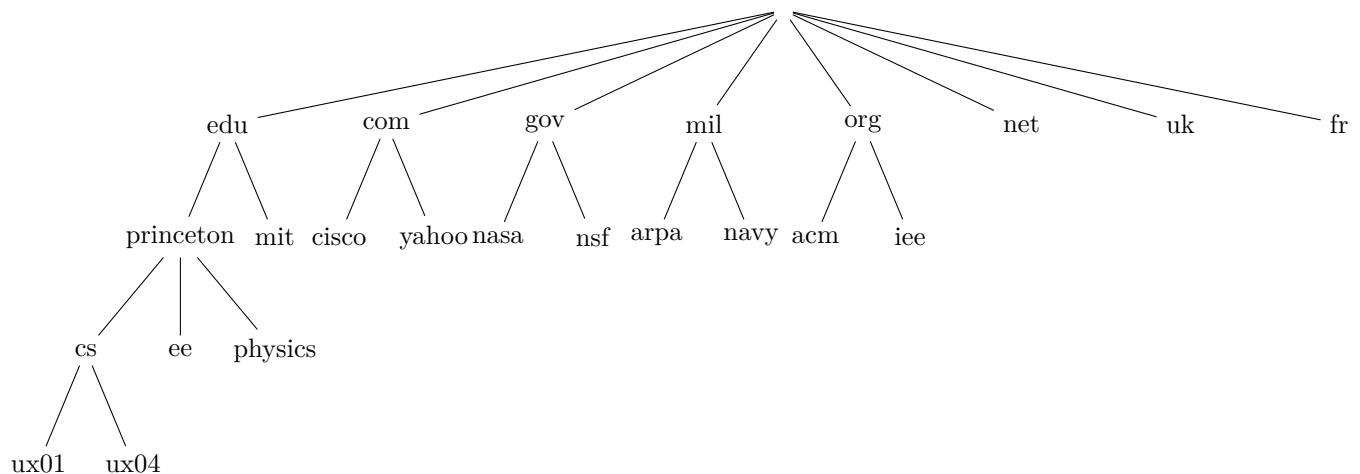 edu com gov mil org net uk fr
princeton mit cisco yahoo nasa nsf arpa navy acm iee
cs ee physics
ux01 ux04